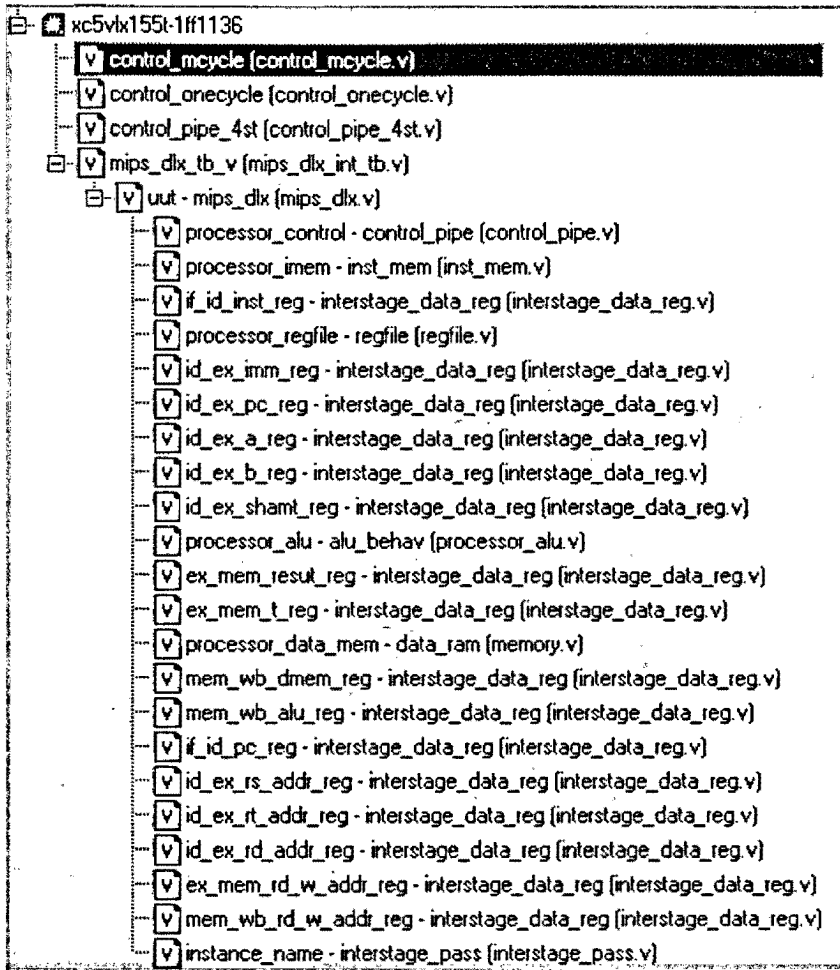 xc5vlx155t-1ff1136
control_mcycle (control_mcycle.v)
control_onecycle (control_onecycle.v)
control_pipe_4st (control_pipe_4st.v)
mips_dlx_tb_v (mips_dlx_int_tb.v)
uut - mips_dlx (mips_dlx.v)
processor_control - control_pipe (control_pipe.v)
processor_imem - inst_mem (inst_mem.v)
if_id_inst_reg - interstage_data_reg (interstage_data_reg.v)
processor_regfile - regfile (regfile.v)
id_ex_imm_reg - interstage_data_reg (interstage_data_reg.v)
id_ex_pc_reg - interstage_data_reg (interstage_data_reg.v)
id_ex_a_reg - interstage_data_reg (interstage_data_reg.v)
id_ex_b_reg - interstage_data_reg (interstage_data_reg.v)
id_ex_shamt_reg - interstage_data_reg (interstage_data_reg.v)
processor_alu - alu_behav (processor_alu.v)
ex_mem_resut_reg - interstage_data_reg (interstage_data_reg.v)
ex_mem_t_reg - interstage_data_reg (interstage_data_reg.v)
processor_data_mem - data_ram (memory.v)
mem_wb_dmem_reg - interstage_data_reg (interstage_data_reg.v)
mem_wb_alu_reg - interstage_data_reg (interstage_data_reg.v)
if_id_pc_reg - interstage_data_reg (interstage_data_reg.v)
id_ex_rs_addr_reg - interstage_data_reg (interstage_data_reg.v)
id_ex_rt_addr_reg - interstage_data_reg (interstage_data_reg.v)
id_ex_rd_addr_reg - interstage_data_reg (interstage_data_reg.v)
ex_mem_rd_w_addr_reg - interstage_data_reg (interstage_data_reg.v)
mem_wb_rd_w_addr_reg - interstage_data_reg (interstage_data_reg.v)
instance_name - interstage_pass (interstage_pass.v)